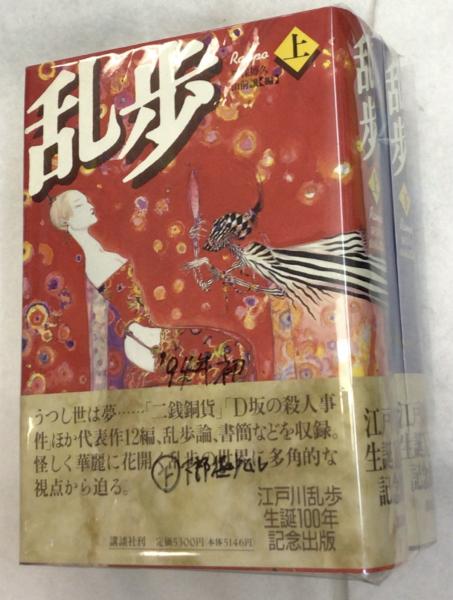 乱歩
Rampo
上
'94年初
うつし世は夢……「二銭銅貨」「D坂の殺人事
件」ほか代表作12編、乱歩論、書簡などを収録。
怪しく華麗に花開く乱歩の世界に多角的な
視点から迫る。
上
江戸川乱歩
生誕100年
記念出版
講談社刊 定価5300円(本体5146円)
乱歩
乱歩